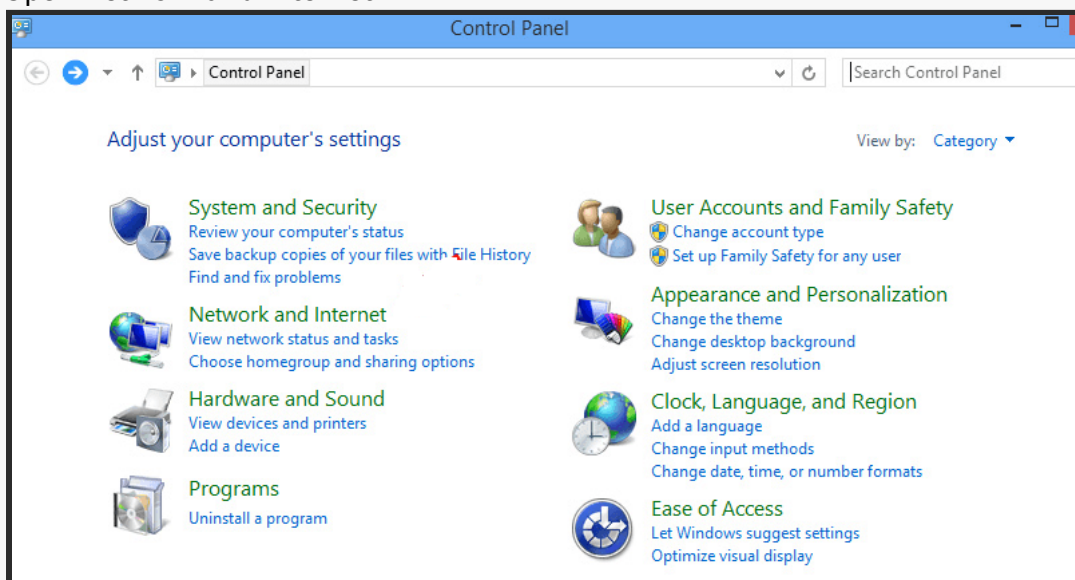 Control Panel
Control Panel
Search Control Panel
Adjust your computer's settings
View by: Category
System and Security
Review your computer's status
Save backup copies of your files with File History
Find and fix problems
Network and Internet
View network status and tasks
Choose homegroup and sharing options
Hardware and Sound
View devices and printers
Add a device
Programs
Uninstall a program
User Accounts and Family Safety
Change account type
Set up Family Safety for any user
Appearance and Personalization
Change the theme
Change desktop background
Adjust screen resolution
Clock, Language, and Region
Add a language
Change input methods
Change date, time, or number formats
Ease of Access
Let Windows suggest settings
Optimize visual display